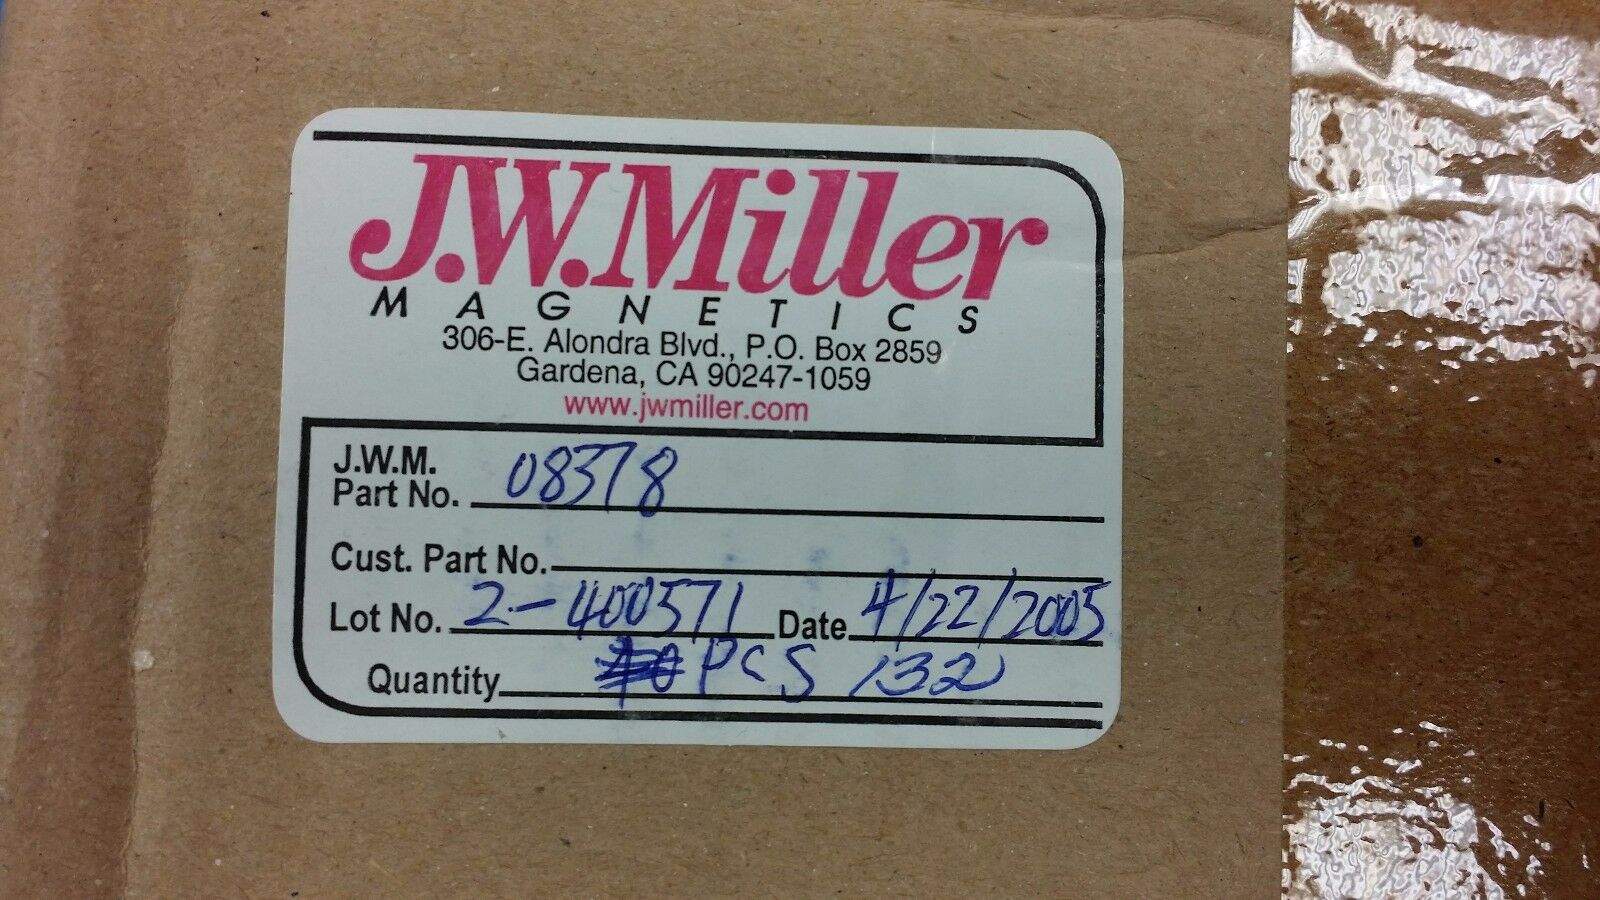 J.W.Miller
MAGNETICS
306-E. Alondra Blvd., P.O. Box 2859
Gardena, CA 90247-1059
www.jwmiller.com
J.W.M.
Part No. 08378
Cust. Part No.
Lot No. 2-400571 Date 4/22/2005
Quantity PCS 132